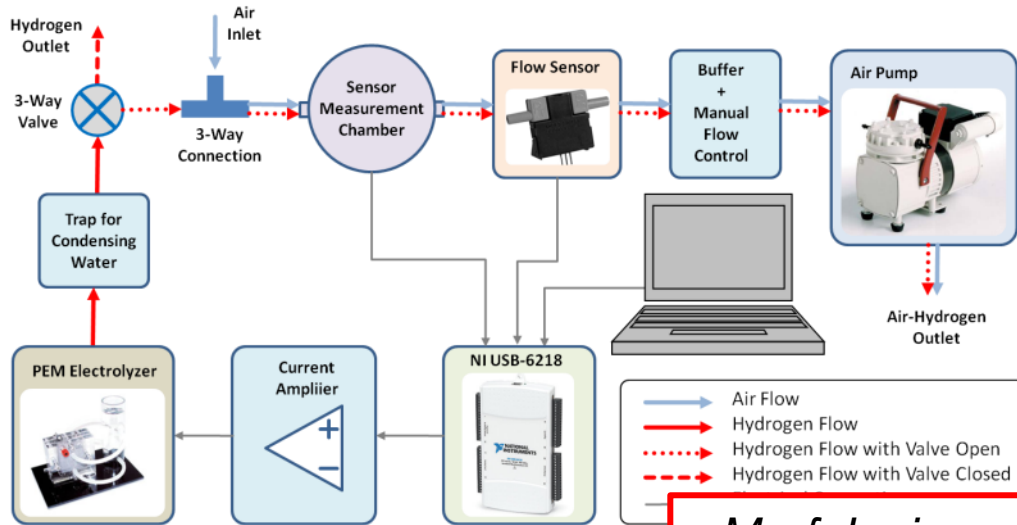 Hydrogen
Outlet
Air
Inlet
3-Way
Valve
3-Way
Connection
Sensor
Measurement
Chamber
Flow Sensor
Buffer
+
Manual
Flow
Control
Air Pump
Trap for
Condensing
Water
Air-Hydrogen
Outlet
PEM Electrolyzer
Current
Ampliier
+
−
NI USB-6218
NATIONAL
INSTRUMENTS
Air Flow
Hydrogen Flow
Hydrogen Flow with Valve Open
Hydrogen Flow with Valve Closed